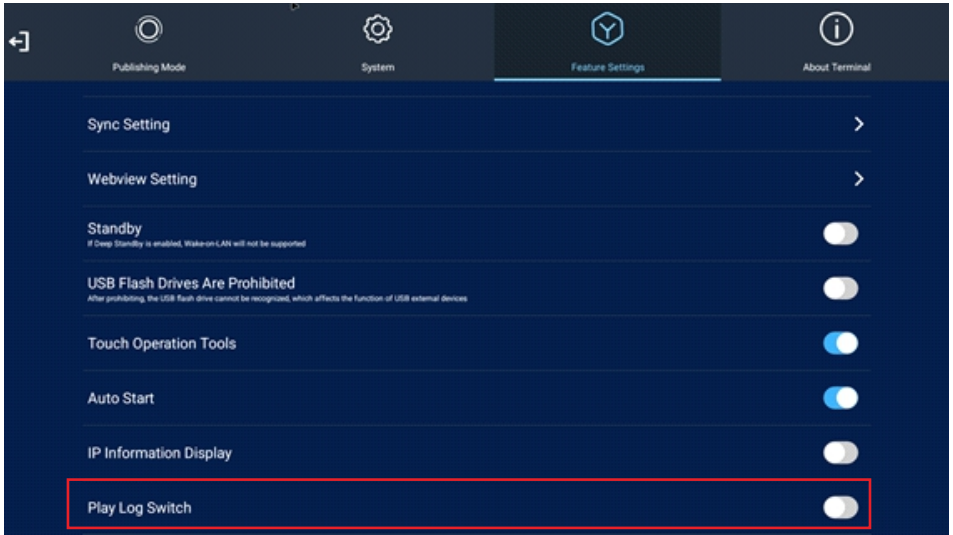 Publishing Mode
System
Feature Settings
About Terminal
Sync Setting
Webview Setting
Standby
If Deep Standby is enabled, Wake-on-LAN will not be supported
USB Flash Drives Are Prohibited
After prohibiting, the USB flash drive cannot be recognized, which affects the function of USB external devices
Touch Operation Tools
Auto Start
IP Information Display
Play Log Switch